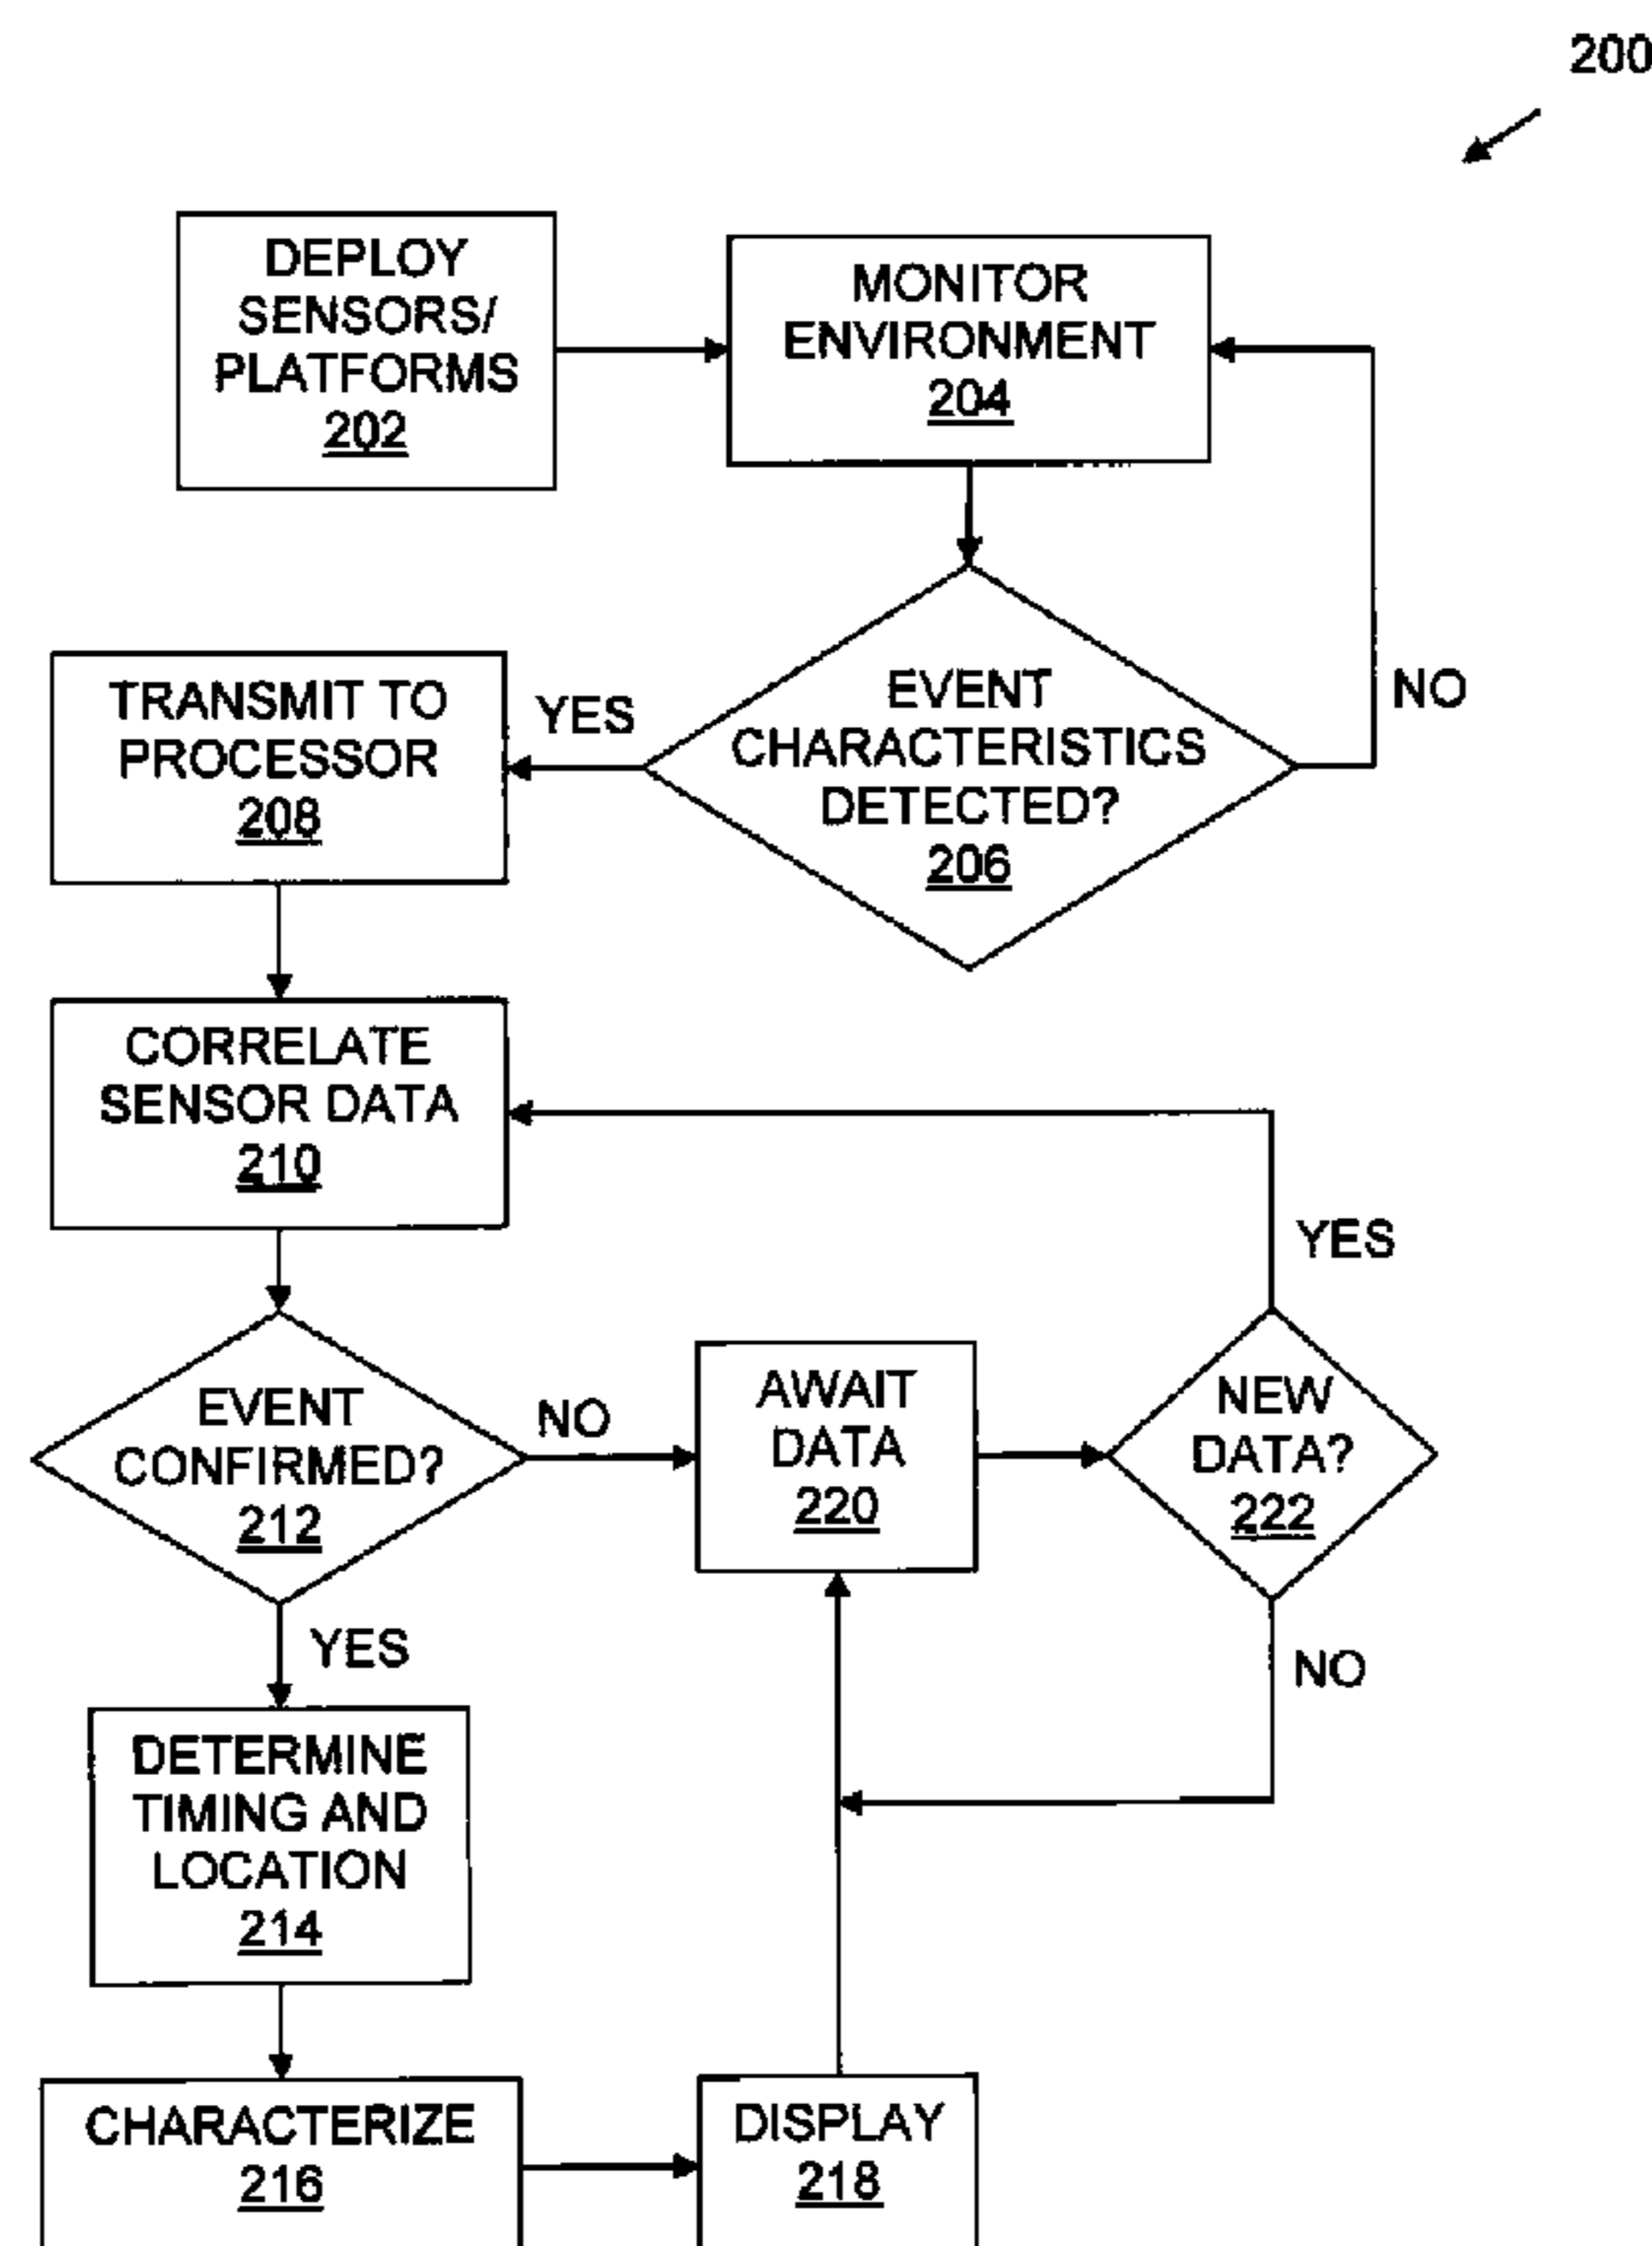 200
DEPLOY
SENSORS/
PLATFORMS
202
MONITOR
ENVIRONMENT
204
EVENT
CHARACTERISTICS
DETECTED?
206
NO
YES
TRANSMIT TO
PROCESSOR
208
CORRELATE
SENSOR DATA
210
EVENT
CONFIRMED?
212
NO
AWAIT
DATA
220
NEW
DATA?
222
YES
NO
YES
DETERMINE
TIMING AND
LOCATION
214
CHARACTERIZE
216
DISPLAY
218